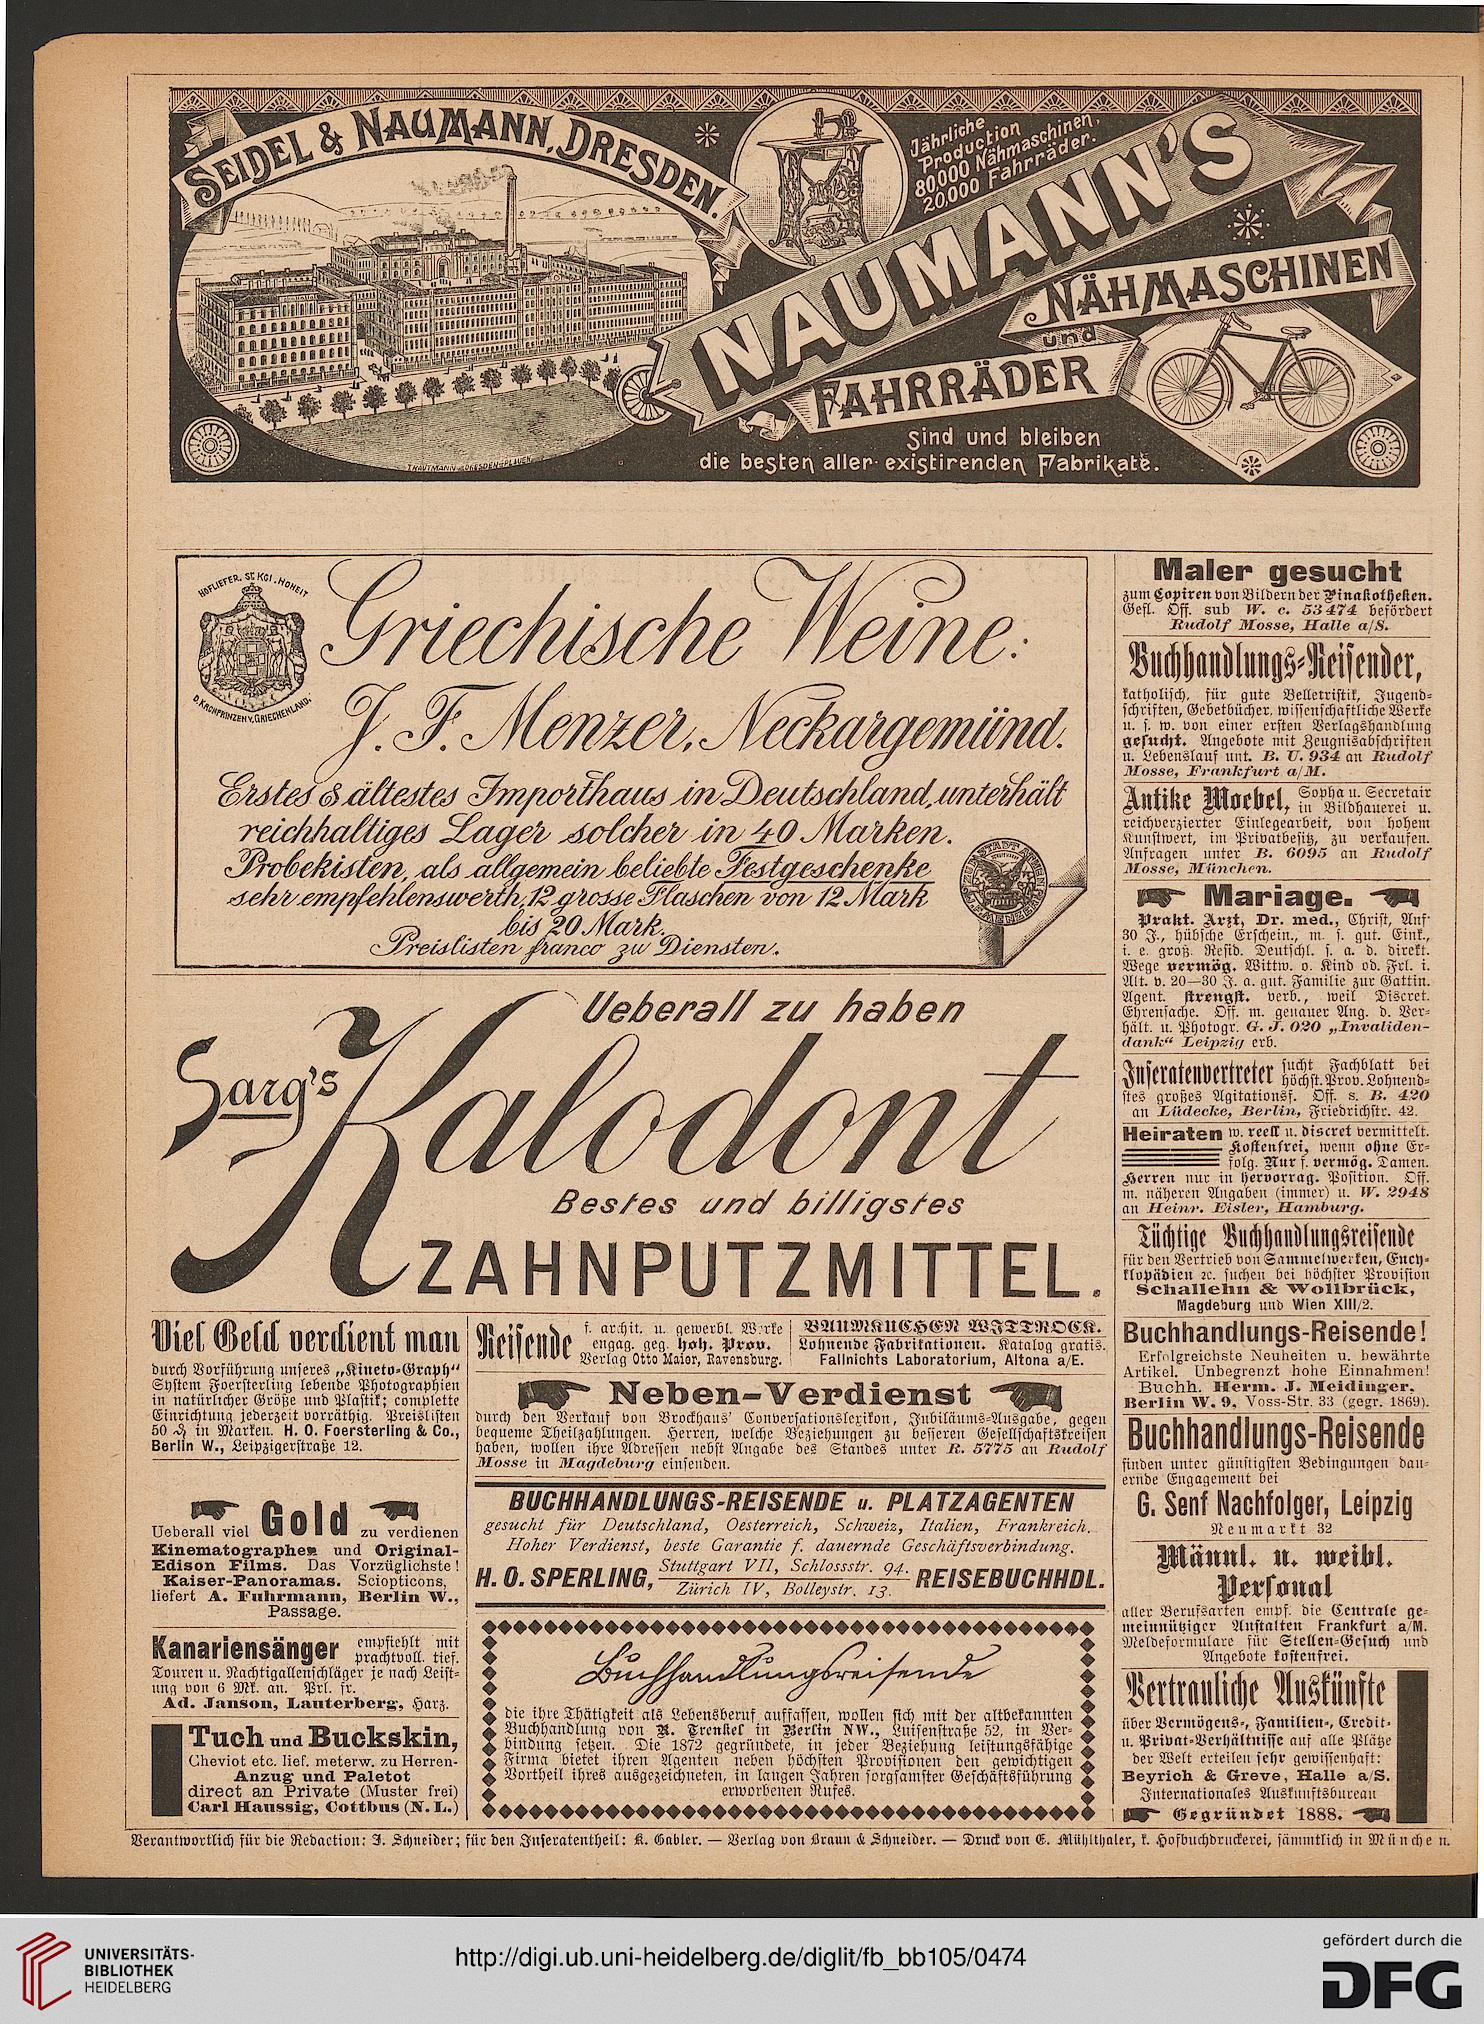 SEIDEL & NAUMANN, DRESDEN.
Jährliche
Production
80,000 Nähmaschinen,
20,000 Fahrräder.
NAUMANN'S
NÄHMASCHINEN
und
FAHRRÄDER
Sind und bleiben
die besten aller existirenden Fabrikate.
HOFLIEFER. Sr. KGl. HOHEIT
D. KRONPRINZEN V. GRIECHENLAND.
Griechische Weine:
J. F. Menzer, Neckargemünd.
Erstes & ältestes Importhaus in Deutschland, unterhält
reichhaltiges Lager solcher in 40 Marken.
Probekisten, als allgemein beliebte Festgeschenke
sehr empfehlenswerth, 12 grosse Flaschen von 12 Mark
bis 20 Mark.
Preislisten franco zu Diensten.
Ueberall zu haben
Sarg's
Kalodont
Bestes und billigstes
ZAHNPUTZMITTEL.
Viel Geld verdient man
durch Vorführung unseres „Kineto-Graph“
System Foersterling lebende Photographien
in natürlicher Größe und Plastik; complette
Einrichtung jederzeit vorräthig. Preislisten
50 ₰ in Marken. H. O. Foersterling & Co.,
Berlin W., Leipzigerstraße 12.
Ueberall viel Gold zu verdienen
Kinematographen und Original-
Edison Films. Das Vorzüglichste!
Kaiser-Panoramas. Sciopticons,
liefert A. Fuhrmann, Berlin W.,
Passage.
Kanariensänger empfiehlt mit
prachtvoll. tief.
Touren u. Nachtigallenschläger je nach Leist-
ung von 6 Mk. an. Prl. fr.
Ad. Janson, Lauterberg, Harz.
Tuch und Buckskin,
Cheviot etc. lief. meterw. zu Herren-
Anzug und Paletot
direct an Private (Muster frei)
Carl Haussig, Cottbus (N. L.)
Reisende f. archit. u. gewerbl. Werke
engag. geg. hoh. Prov.
Verlag Otto Maier, Ravensburg.
BAUMKUCHEN WITTROCK.
Lohnende Fabrikationen. Katalog gratis.
Fallnichts Laboratorium, Altona a/E.
Neben-Verdienst
durch den Verkauf von Brockhaus' Conversationslexikon, Jubiläums-Ausgabe, gegen
bequeme Theilzahlungen. Herren, welche Beziehungen zu besseren Gesellschaftskreisen
haben, wollen ihre Adressen nebst Angabe des Standes unter R. 5775 an Rudolf
Mosse in Magdeburg einsenden.
BUCHHANDLUNGS-REISENDE u. PLATZAGENTEN
gesucht für Deutschland, Oesterreich, Schweiz, Italien, Frankreich.
Hoher Verdienst, beste Garantie f. dauernde Geschäftsverbindung.
H. O. SPERLING, Stuttgart VII, Schlossstr. 94.
Zürich IV, Bolleystr. 13. REISEBUCHHDL.
Buchhandlungsreisende
die ihre Thätigkeit als Lebensberuf auffassen, wollen sich mit der altbekannten
Buchhandlung von R. Trenkel in Berlin NW., Luisenstraße 52, in Ver-
bindung setzen. Die 1872 gegründete, in jeder Beziehung leistungsfähige
Firma bietet ihren Agenten neben höchsten Provisionen den gewichtigen
Vortheil ihres ausgezeichneten, in langen Jahren sorgsamster Geschäftsführung
erworbenen Rufes.
Maler gesucht
zum Copiren von Bildern der Pinakotheken.
Gefl. Off. sub W. c. 53474 befördert
Rudolf Mosse, Halle a/S.
Buchhandlungs-Reisender,
katholisch, für gute Belletristik, Jugend-
schriften, Gebetbücher, wissenschaftliche Werke
u. s. w. von einer ersten Verlagshandlung
gesucht. Angebote mit Zeugnisabschriften
u. Lebenslauf unt. B. U. 934 an Rudolf
Mosse, Frankfurt a/M.
Antike Moebel, Sopha u. Secretair
in Bildhauerei u.
reichverzierter Einlegearbeit, von hohem
Kunstwert, im Privatbesitz, zu verkaufen.
Anfragen unter B. 6095 an Rudolf
Mosse, München.
Mariage.
Prakt. Arzt, Dr. med., Christ, Anf.
30 J., hübsche Erschein., m. s. gut. Eink.,
i. e. groß. Resid. Deutschl. s. a. d. direkt.
Wege vermög. Wittw. o. Kind od. Frl. i.
Alt. v. 20—30 J. a. gut. Familie zur Gattin.
Agent. strengst. verb., weil Discret.
Ehrensache. Off. m. genauer Ang. d. Ver-
hält. u. Photogr. G. J. 020 „Invaliden-
dank“ Leipzig erb.
Inseratenvertreter sucht Fachblatt bei
höchst. Prov. Lohnend-
stes großes Agitationsf. Off. s. B. 420
an Lüdecke, Berlin, Friedrichstr. 42.
Heiraten w. reell u. discret vermittelt.
Kostenfrei, wenn ohne Er-
folg. Nur f. vermög. Damen.
Herren nur in hervorrag. Position. Off.
m. näheren Angaben (immer) u. W. 2948
an Heinr. Eisler, Hamburg.
Tüchtige Buchhandlungsreisende
für den Vertrieb von Sammelwerken, Ency-
klopädien ꝛc. suchen bei höchster Provision
Schallehn & Wollbrück,
Magdeburg und Wien XIII/2.
Buchhandlungs-Reisende!
Erfolgreichste Neuheiten u. bewährte
Artikel. Unbegrenzt hohe Einnahmen!
Buchh. Herm. J. Meidinger,
Berlin W. 9, Voss-Str. 33 (gegr. 1869).
Buchhandlungs-Reisende
finden unter günstigsten Bedingungen dau-
ernde Engagement bei
G. Senf Nachfolger, Leipzig
Neumarkt 32
Männl. u. weibl.
Personal
aller Berufsarten empf. die Centrale ge-
meinnütziger Anstalten Frankfurt a/M.
Meldeformulare für Stellen-Gesuch und
Angebote kostenfrei.
Vertrauliche Auskünfte
über Vermögens-, Familien-, Credit-
u. Privat-Verhältnisse auf alle Plätze
der Welt erteilen sehr gewissenhaft:
Beyrich & Greve, Halle a/S.
Internationales Auskunftsbureau
Gegründet 1888.
Verantwortlich für die Redaction: J. Schneider; für den Inseratentheil: K. Gabler. — Verlag von Braun & Schneider. — Druck von E. Mühlthaler, k. Hofbuchdruckerei, sämmtlich in München.
UNIVERSITÄTS-
BIBLIOTHEK
HEIDELBERG
http://digi.ub.uni-heidelberg.de/diglit/fb_bb105/0474
gefördert durch die
DFG